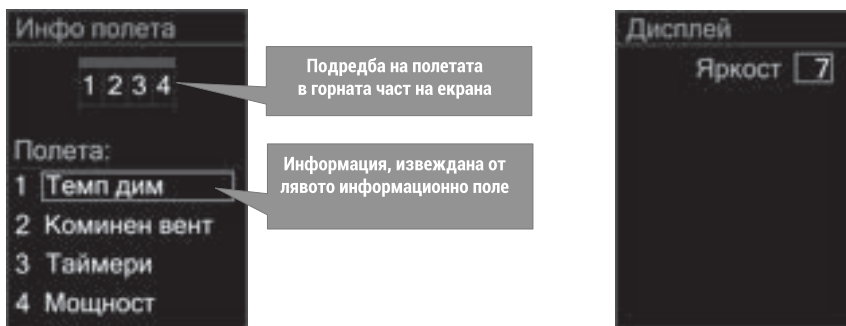 Инфо полета
1 2 3 4
Подредба на полетата
в горната част на екрана
Полета:
1 Темп дим
Информация, извеждана от
лявото информационно поле
2 Коминен вент
3 Таймери
4 Мощност
Дисплей
Яркост 7